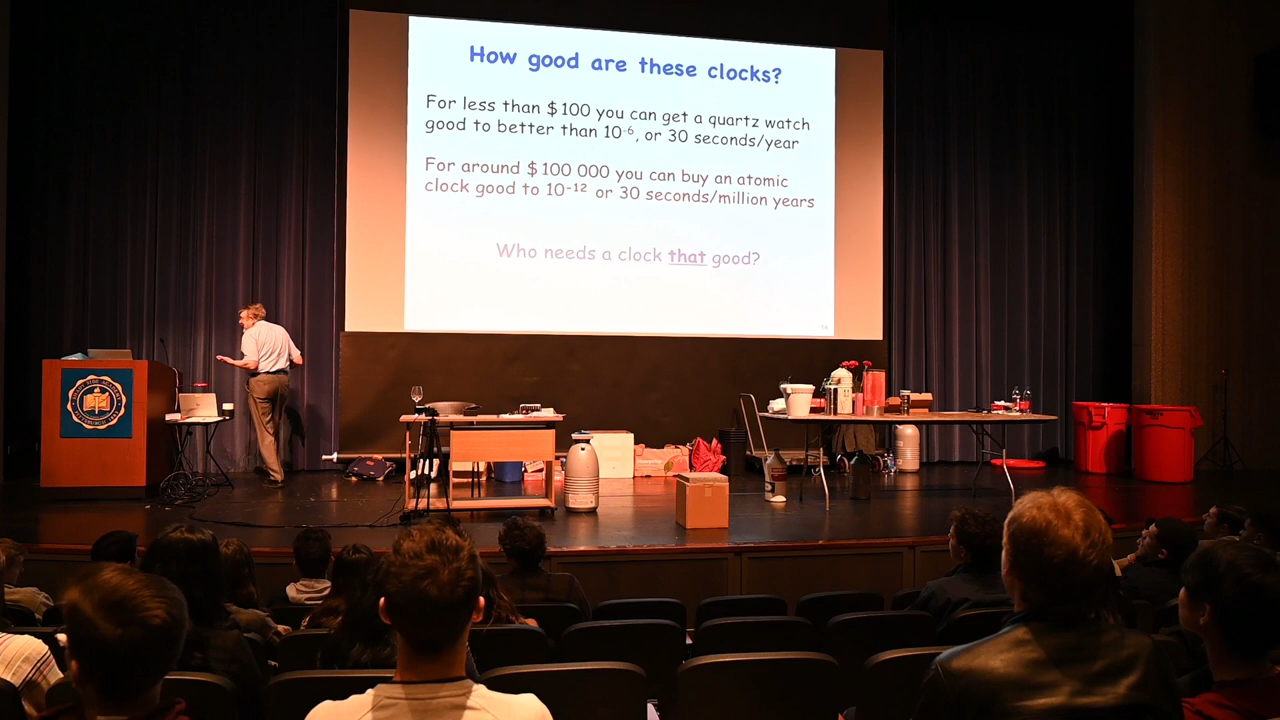 How good are these clocks?
For less than $100 you can get a quartz watch
good to better than 10⁻⁶, or 30 seconds/year
For around $100 000 you can buy an atomic
clock good to 10⁻¹² or 30 seconds/million years
Who needs a clock that good?